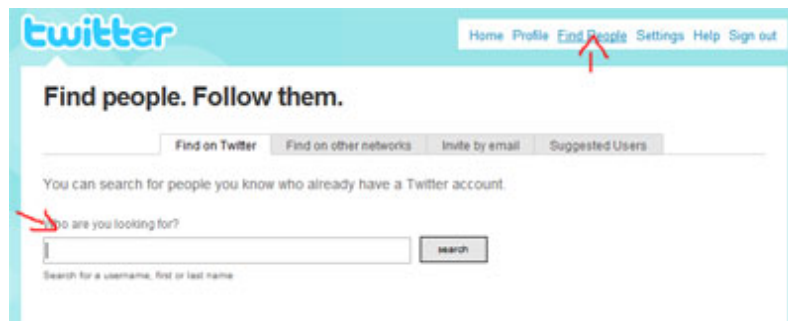 twitter
Home Profile Find People Settings Help Sign out
Find people. Follow them.
Find on Twitter Find on other networks Invite by email Suggested Users
You can search for people you know who already have a Twitter account.
Who are you looking for?
search
Search for a username, first or last name